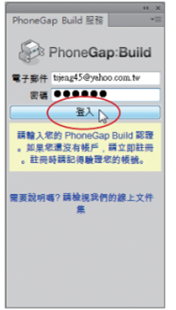 PhoneGap Build 服務
PhoneGap:Build
電子郵件 tsjeng45@yahoo.com.tw
密碼 ●●●●●●
登入
請輸入您的 PhoneGap Build 認證
。如果您還沒有帳戶，請立即註冊
。註冊時請記得驗證您的帳號。
需要說明嗎? 請檢視我們的線上文件
集